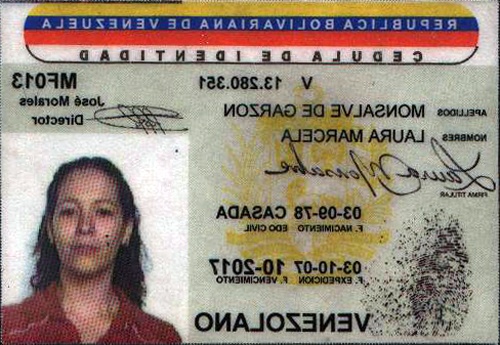 REPUBLICA BOLIVARIANA DE VENEZUELA
CEDULA DE IDENTIDAD
V 13.280.351
MF013
José Morales
Director
APELLIDOS MONSALVE DE GARZON
NOMBRES LAURA MARCELA
Laura Monsalve
FIRMA TITULAR
03-09-78 CASADA
F. NACIMIENTO EDO CIVIL
03-10-07 10-2017
F. EXPEDICION F. VENCIMIENTO
VENEZOLANO